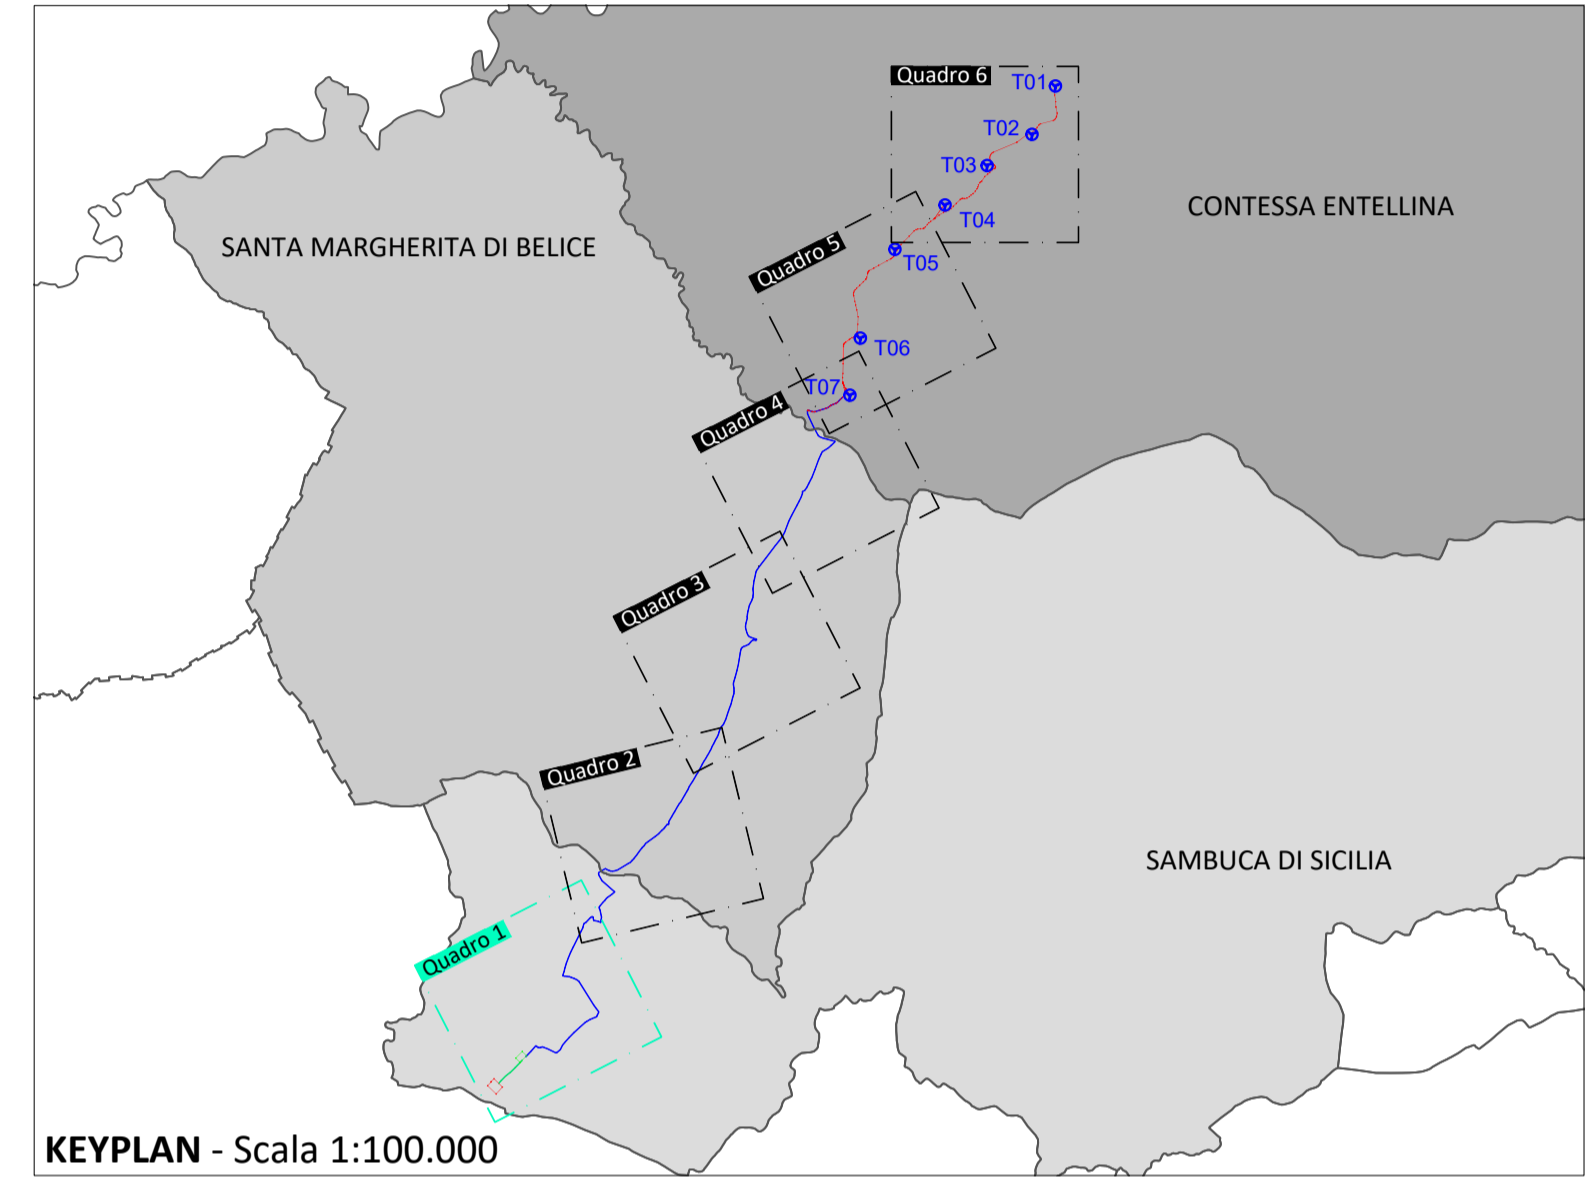 Quadro 6
T01
T02
T03
T04
CONTESSA ENTELLINA
SANTA MARGHERITA DI BELICE
Quadro 5
T05
T06
T07
Quadro 4
Quadro 3
Quadro 2
SAMBUCA DI SICILIA
Quadro 1
KEYPLAN - Scala 1:100.000